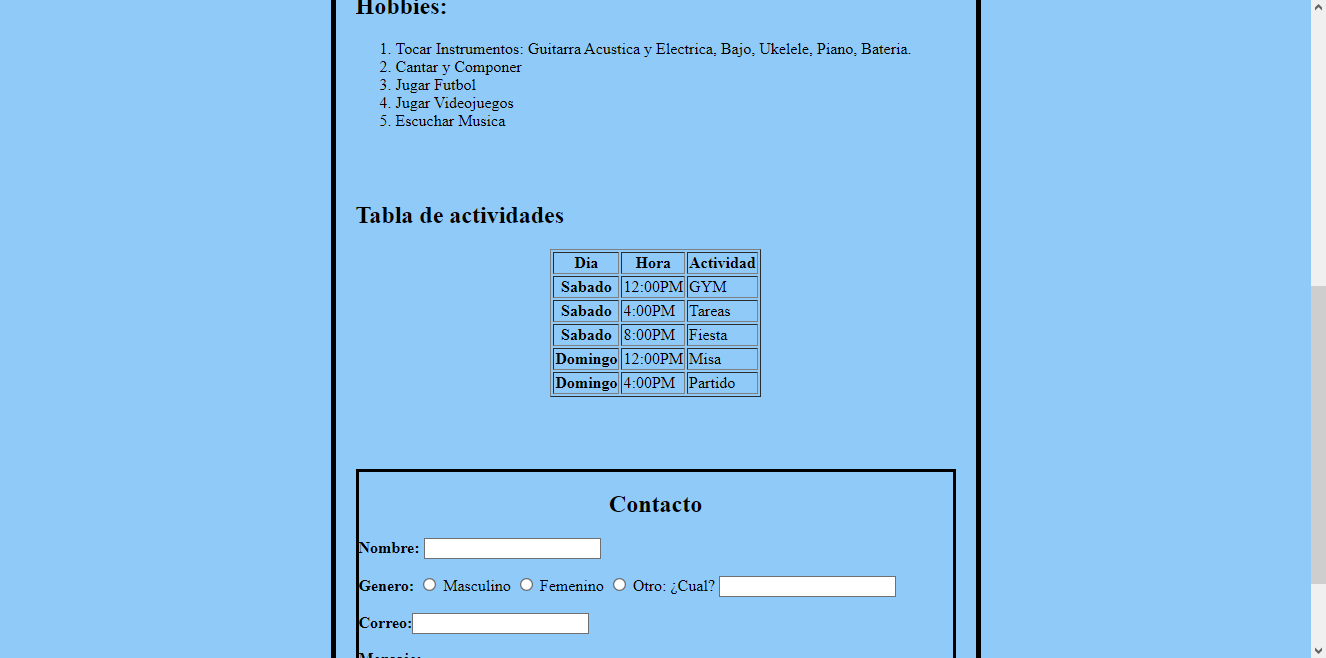 Hobbies:
1. Tocar Instrumentos: Guitarra Acustica y Electrica, Bajo, Ukelele, Piano, Bateria.
2. Cantar y Componer
3. Jugar Futbol
4. Jugar Videojuegos
5. Escuchar Musica
Tabla de actividades
Dia Hora Actividad
Sabado 12:00PM GYM
Sabado 4:00PM Tareas
Sabado 8:00PM Fiesta
Domingo 12:00PM Misa
Domingo 4:00PM Partido
Contacto
Nombre:
Genero: Masculino Femenino Otro: ¿Cual?
Correo:
Mensaje: